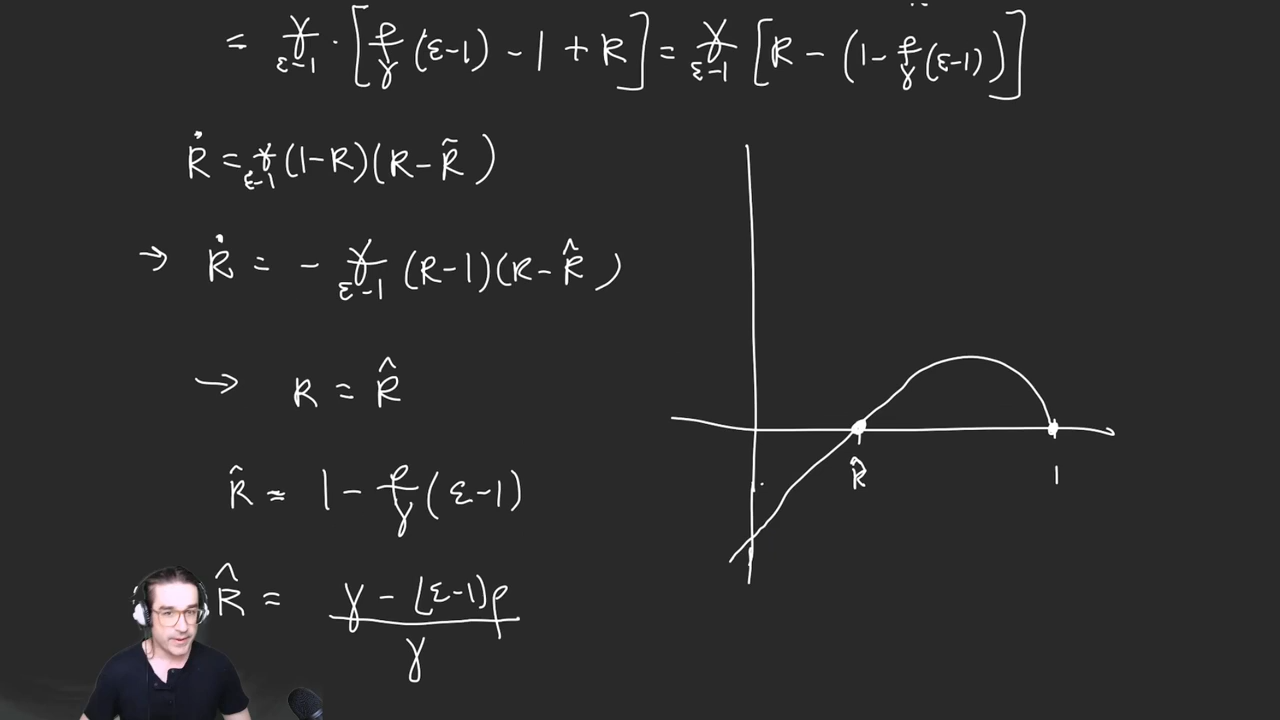 = γ/(ε-1) · [ρ/γ (ε-1) - 1 + R] = γ/(ε-1) [R - (1 - ρ/γ (ε-1))]
Ṙ = γ/(ε-1) (1-R)(R-R̃)
→ Ṙ = - γ/(ε-1) (R-1)(R-R̂)
→ R = R̂
R̂ = 1 - ρ/γ (ε-1)
R̂ = (γ - (ε-1)ρ)/γ
R̂
1